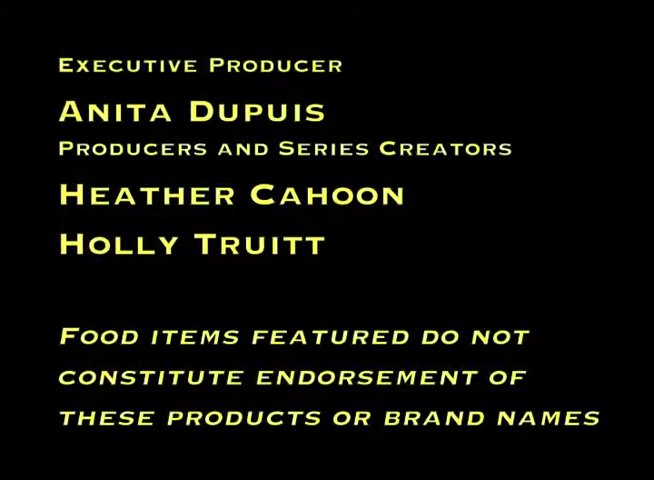 Executive Producer
Anita Dupuis
Producers and Series Creators
Heather Cahoon
Holly Truitt
Food items featured do not
constitute endorsement of
these products or brand names